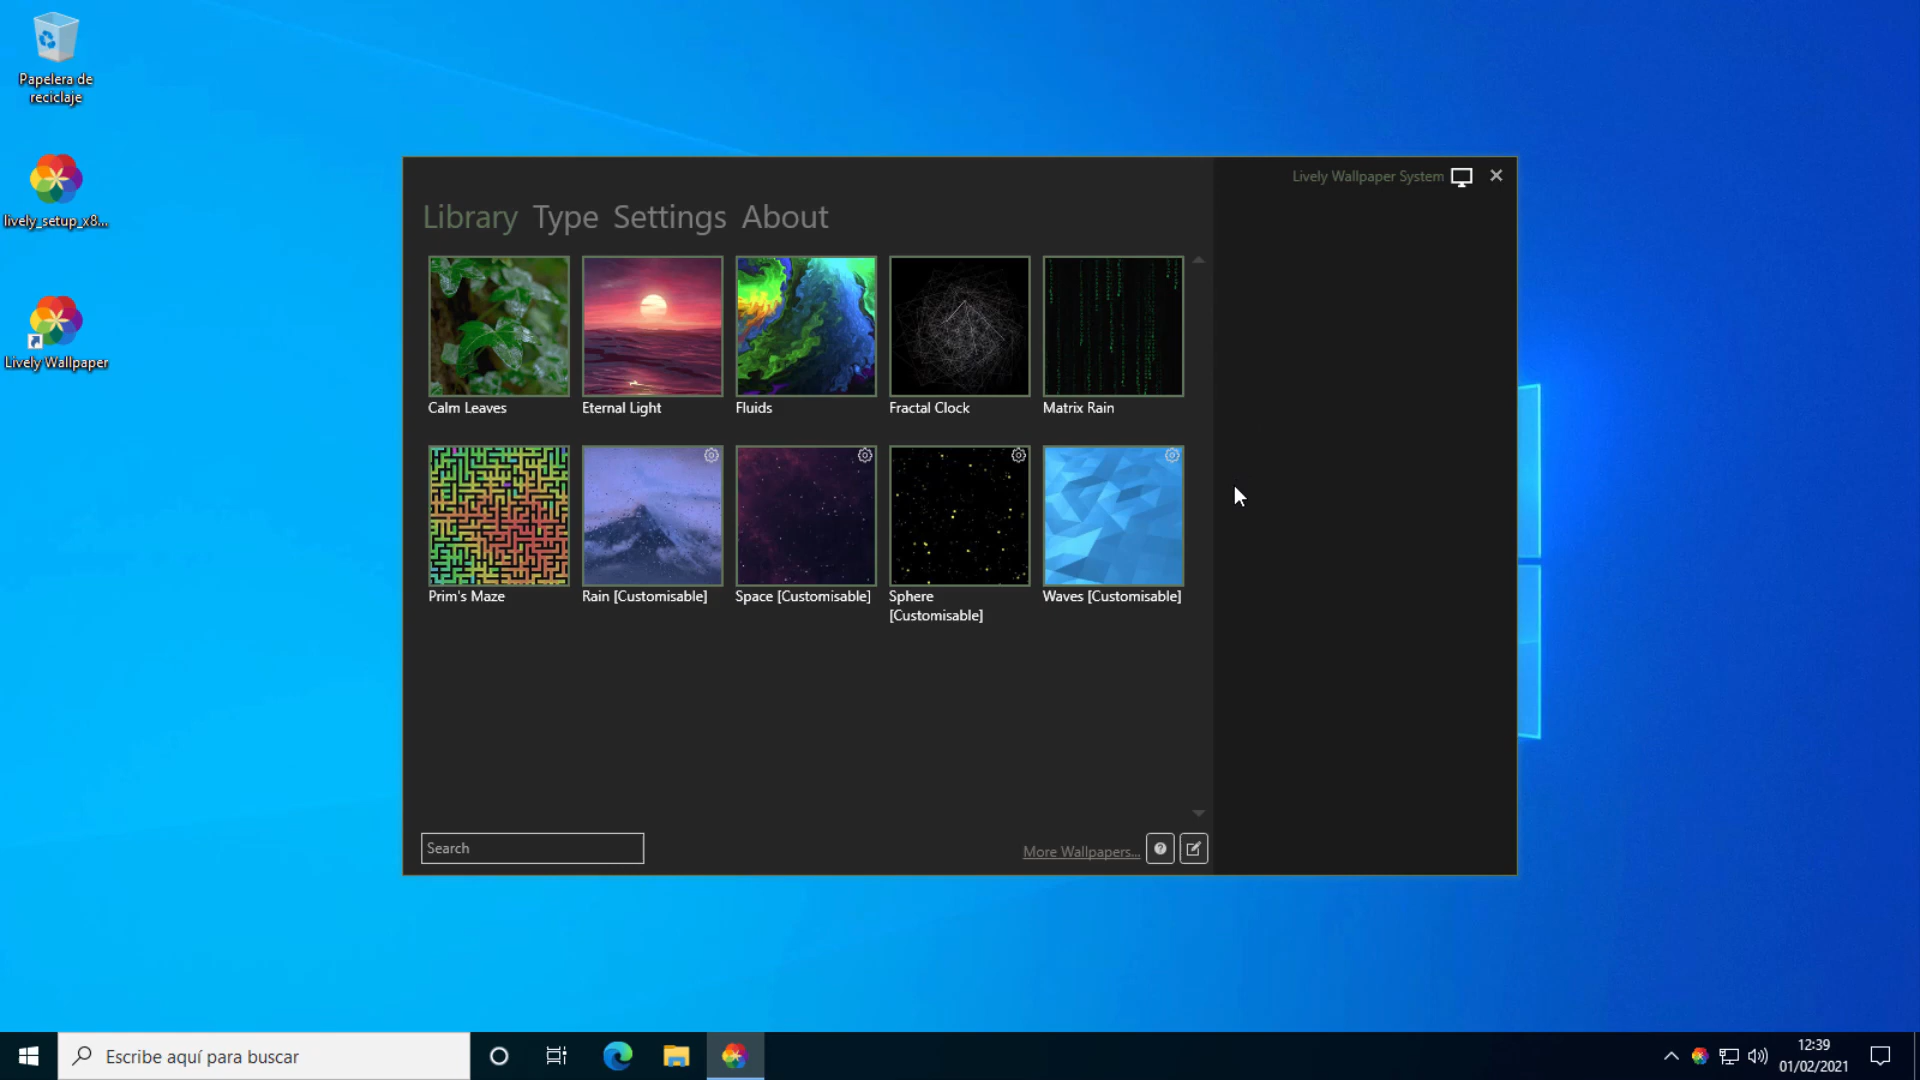 Papelera de
reciclaje
lively_setup_x8...
Lively Wallpaper
Lively Wallpaper System
Library Type Settings About
Calm Leaves
Eternal Light
Fluids
Fractal Clock
Matrix Rain
Prim's Maze
Rain [Customisable]
Space [Customisable]
Sphere
[Customisable]
Waves [Customisable]
Search
More Wallpapers...
Escribe aquí para buscar
12:39
01/02/2021